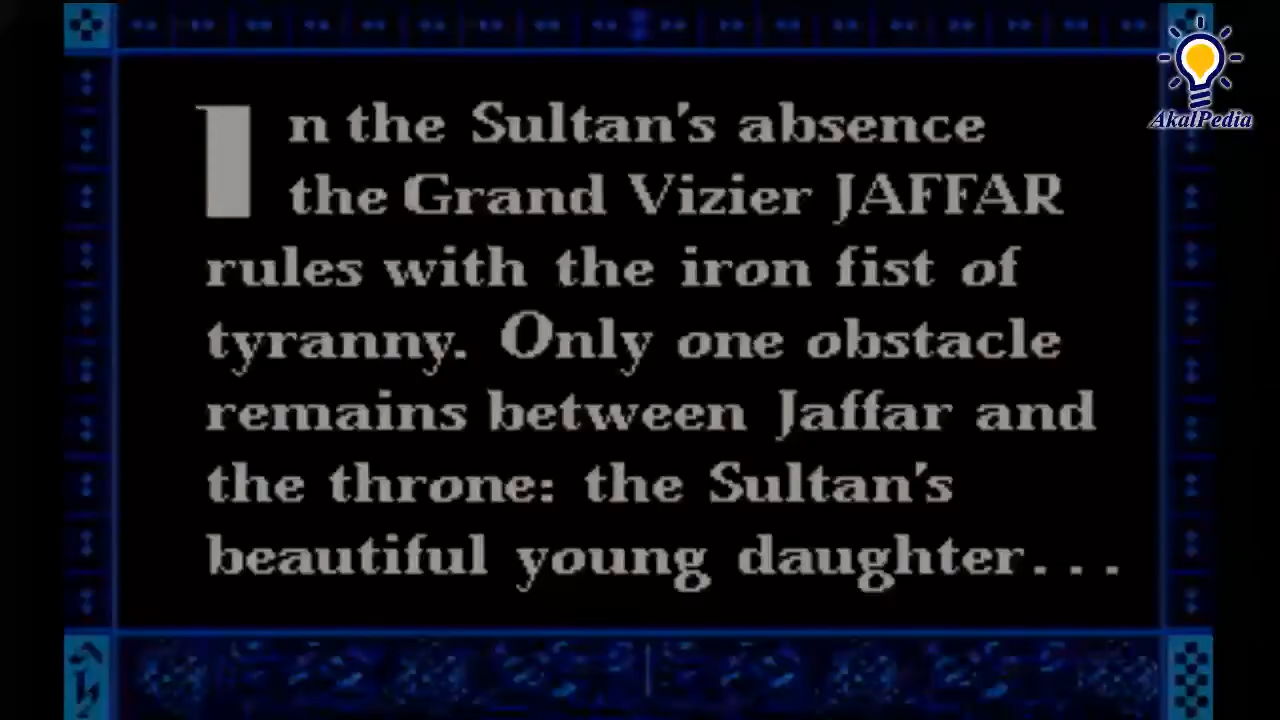 In the Sultan's absence
the Grand Vizier JAFFAR
rules with the iron fist of
tyranny. Only one obstacle
remains between Jaffar and
the throne: the Sultan's
beautiful young daughter...
AkalPedia